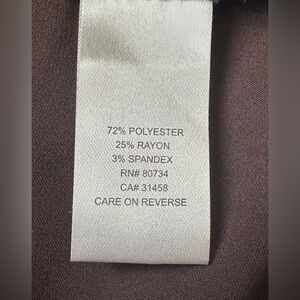 72% POLYESTER
25% RAYON
3% SPANDEX
RN# 80734
CA# 31458
CARE ON REVERSE